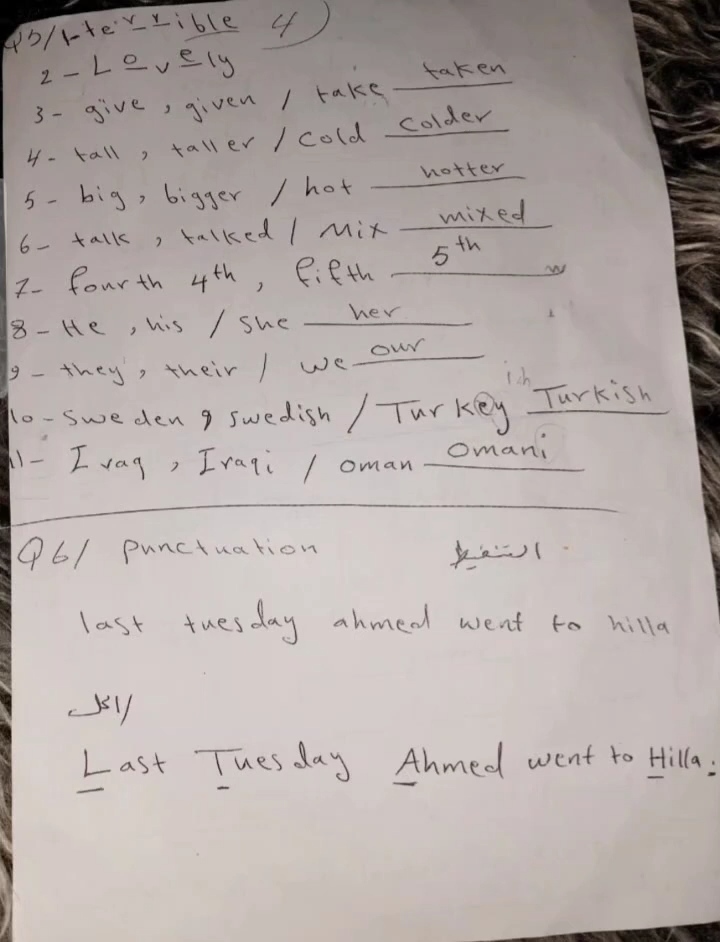 Q5/ 1- terrible 4
2 - Lovely
3 - give , given / take taken
4 - tall , taller / cold colder
5 - big , bigger / hot hotter
6 - talk , talked / Mix mixed
7 - fourth 4th , fifth 5th
8 - He , his / she her
9 - they , their / we our
10 - Sweden , swedish / Turkey ish Turkish
11 - Iraq , Iraqi / oman Omani
Q6/ punctuation التنقيط
last tuesday ahmed went to hilla
الحل/
Last Tuesday Ahmed went to Hilla.